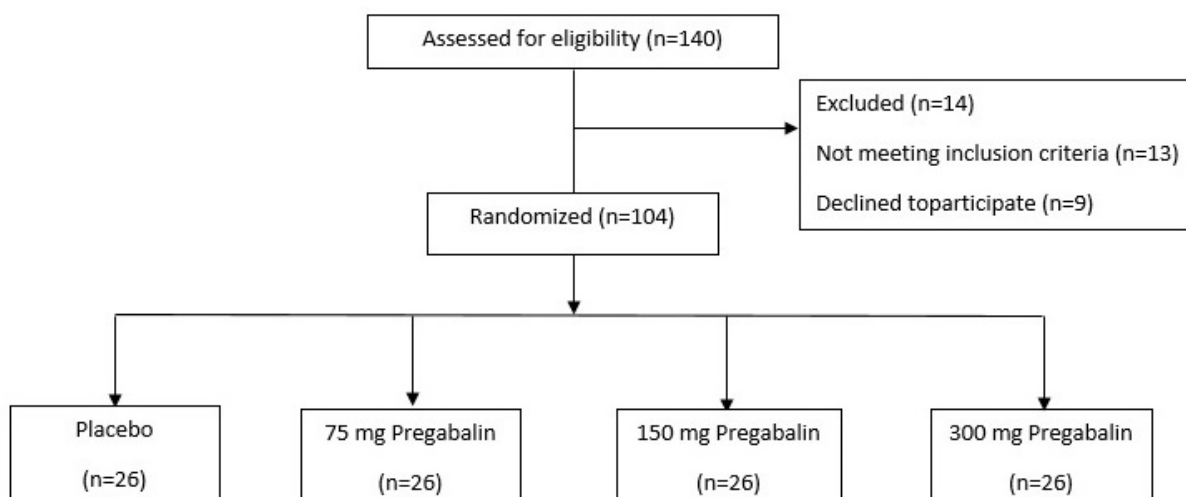 Assessed for eligibility (n=140)
Excluded (n=14)
Not meeting inclusion criteria (n=13)
Declined toparticipate (n=9)
Randomized (n=104)
Placebo
(n=26)
75 mg Pregabalin
(n=26)
150 mg Pregabalin
(n=26)
300 mg Pregabalin
(n=26)